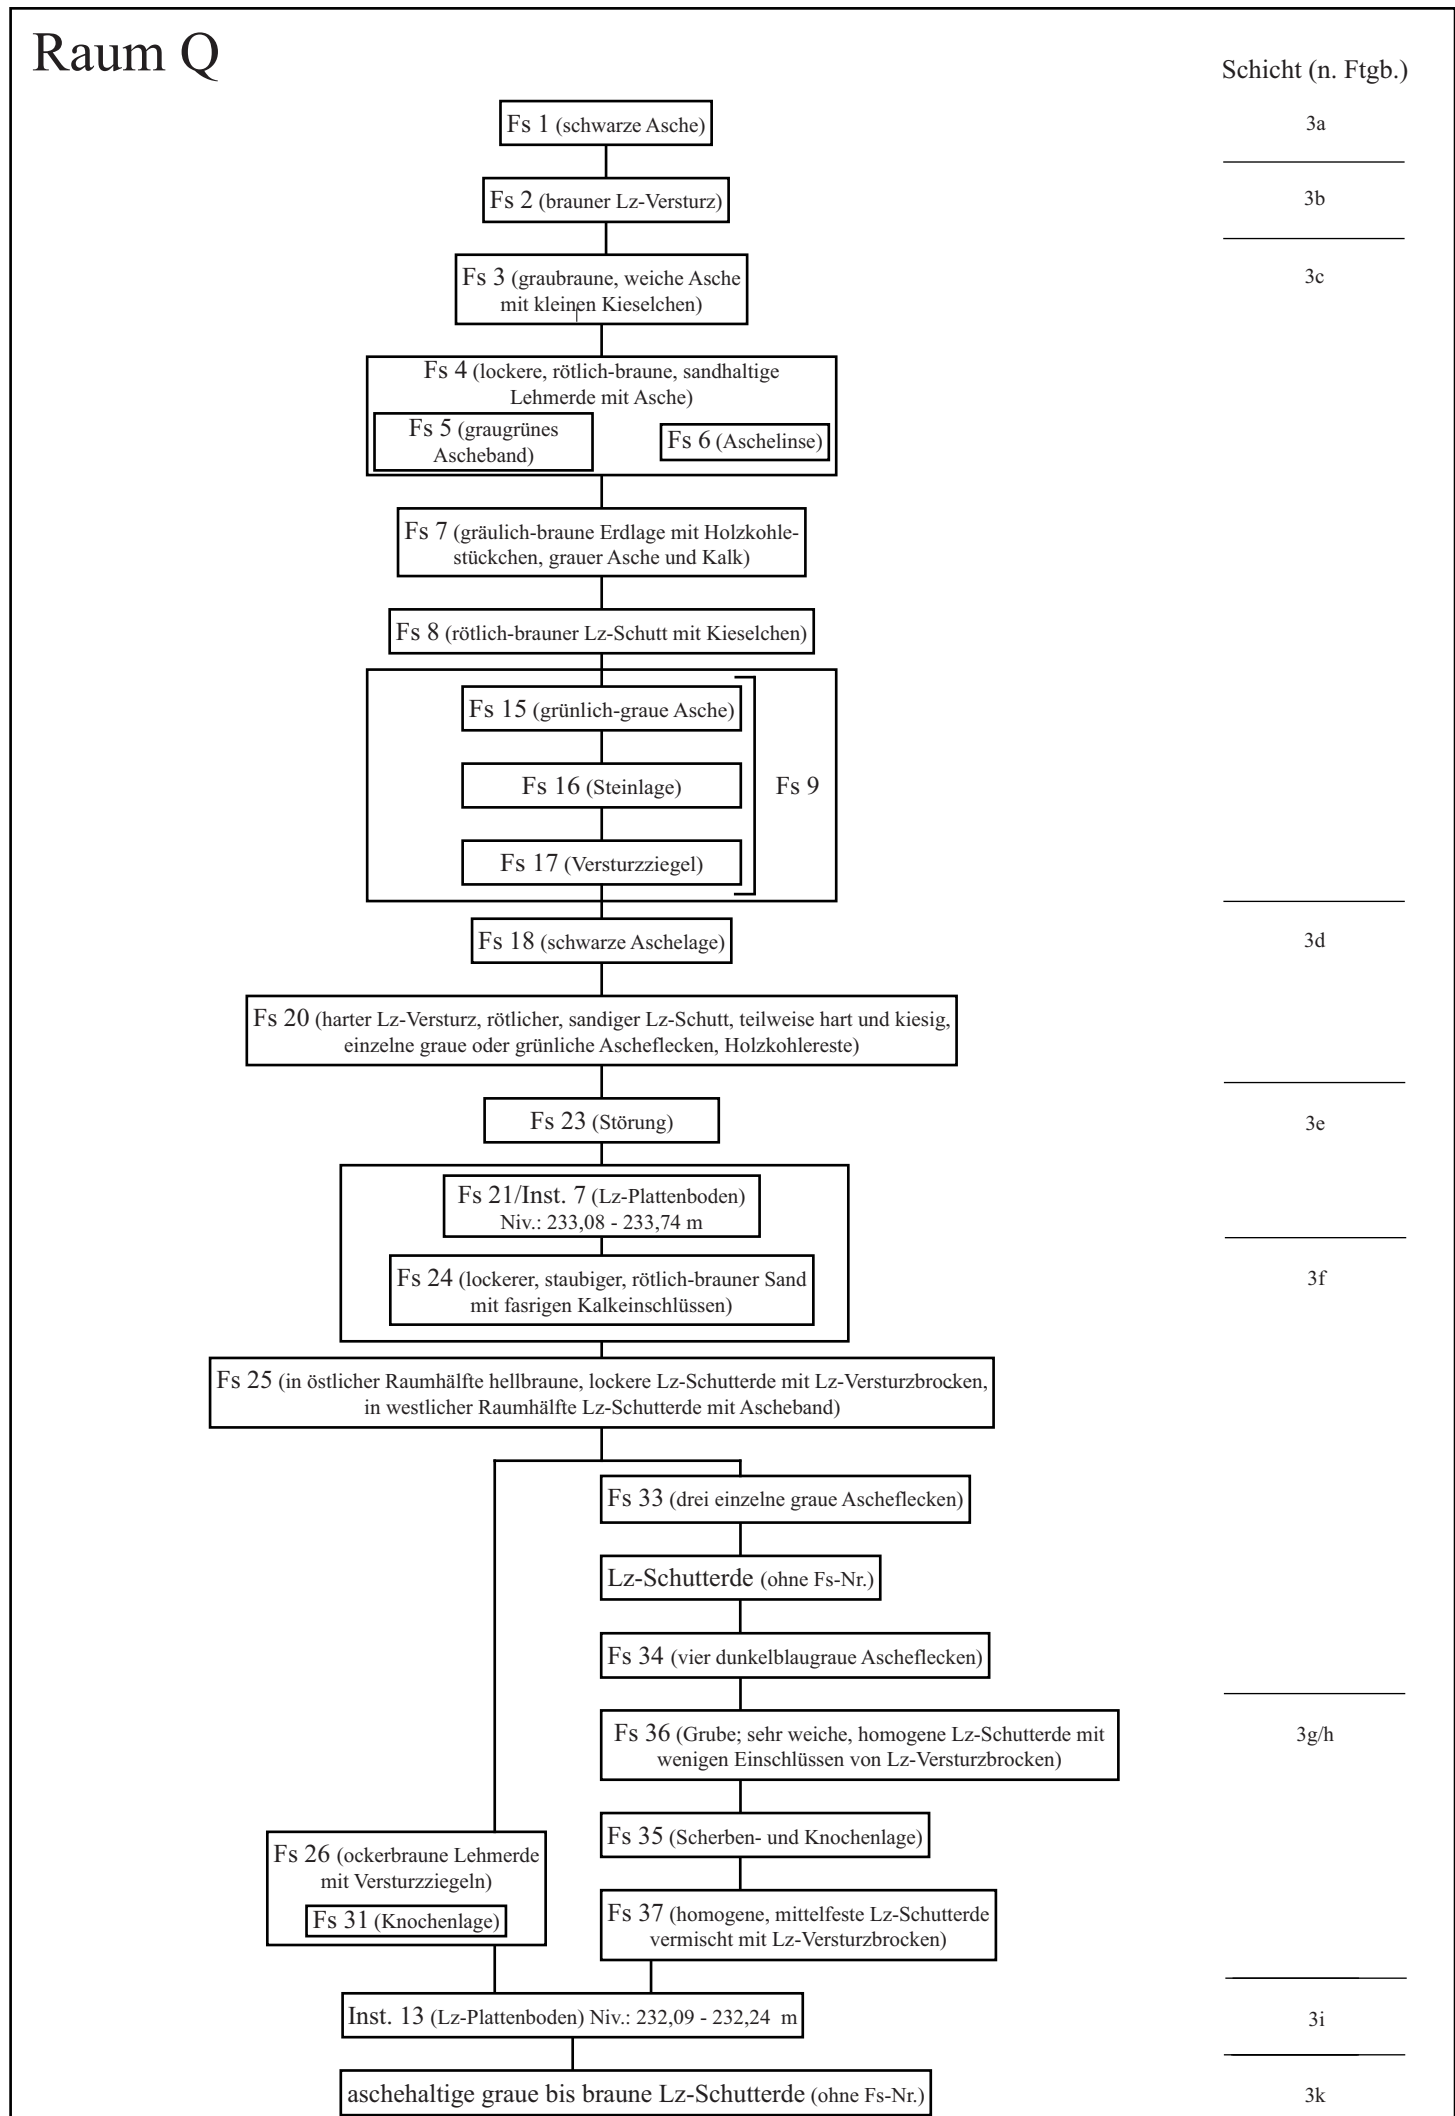 Raum Q
Schicht (n. Ftgb.)
Fs 1 (schwarze Asche)
3a
Fs 2 (brauner Lz-Versturz)
3b
Fs 3 (graubraune, weiche Asche
mit kleinen Kieselchen)
3c
Fs 4 (lockere, rötlich-braune, sandhaltige
Lehmerde mit Asche)
Fs 5 (graugrünes
Ascheband)
Fs 6 (Aschelinse)
Fs 7 (gräulich-braune Erdlage mit Holzkohle-
stückchen, grauer Asche und Kalk)
Fs 8 (rötlich-brauner Lz-Schutt mit Kieselchen)
Fs 15 (grünlich-graue Asche)
Fs 16 (Steinlage)
Fs 9
Fs 17 (Versturzziegel)
Fs 18 (schwarze Aschelage)
3d
Fs 20 (harter Lz-Versturz, rötlicher, sandiger Lz-Schutt, teilweise hart und kiesig,
einzelne graue oder grünliche Ascheflecken, Holzkohlereste)
Fs 23 (Störung)
3e
Fs 21/Inst. 7 (Lz-Plattenboden)
Niv.: 233,08 - 233,74 m
Fs 24 (lockerer, staubiger, rötlich-brauner Sand
mit fasrigen Kalkeinschlüssen)
3f
Fs 25 (in östlicher Raumhälfte hellbraune, lockere Lz-Schutterde mit Lz-Versturzbrocken,
in westlicher Raumhälfte Lz-Schutterde mit Ascheband)
Fs 33 (drei einzelne graue Ascheflecken)
Lz-Schutterde (ohne Fs-Nr.)
Fs 34 (vier dunkelblaugraue Ascheflecken)
Fs 36 (Grube; sehr weiche, homogene Lz-Schutterde mit
wenigen Einschlüssen von Lz-Versturzbrocken)
3g/h
Fs 35 (Scherben- und Knochenlage)
Fs 26 (ockerbraune Lehmerde
mit Versturzziegeln)
Fs 31 (Knochenlage)
Fs 37 (homogene, mittelfeste Lz-Schutterde
vermischt mit Lz-Versturzbrocken)
Inst. 13 (Lz-Plattenboden) Niv.: 232,09 - 232,24 m
3i
aschehaltige graue bis braune Lz-Schutterde (ohne Fs-Nr.)
3k